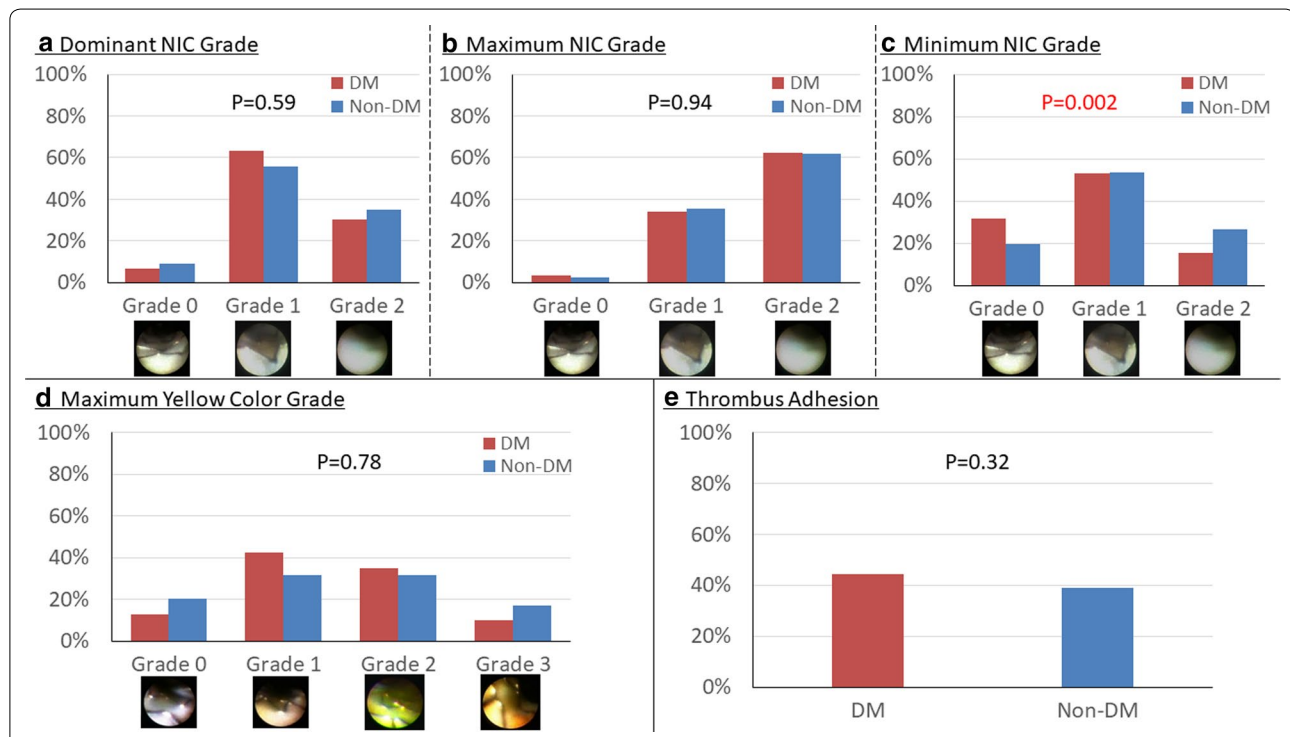 a Dominant NIC Grade
100%
80%
60%
40%
20%
0%
DM
Non-DM
P=0.59
Grade 0 Grade 1 Grade 2
b Maximum NIC Grade
100%
80%
60%
40%
20%
0%
DM
Non-DM
P=0.94
Grade 0 Grade 1 Grade 2
c Minimum NIC Grade
100%
80%
60%
40%
20%
0%
DM
Non-DM
P=0.002
Grade 0 Grade 1 Grade 2
d Maximum Yellow Color Grade
100%
80%
60%
40%
20%
0%
DM
Non-DM
P=0.78
Grade 0 Grade 1 Grade 2 Grade 3
e Thrombus Adhesion
100%
80%
60%
40%
20%
0%
P=0.32
DM Non-DM